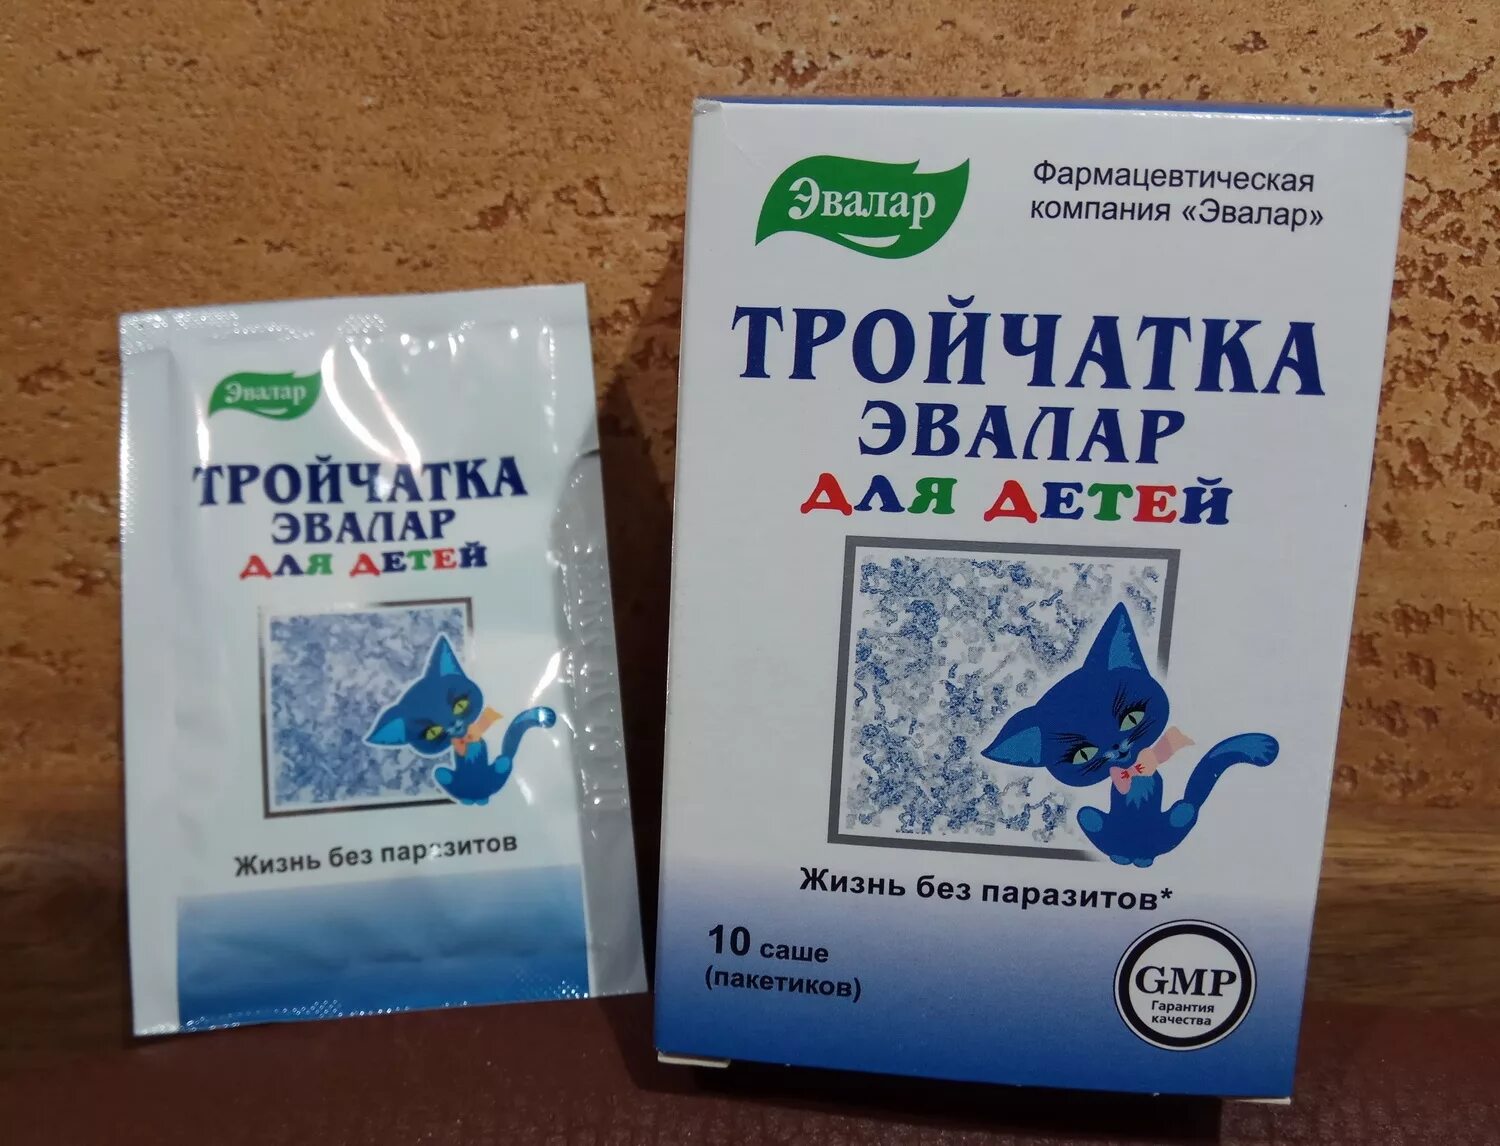 Эвалар
ТРОЙЧАТКА
ЭВАЛАР
ДЛЯ ДЕТЕЙ
Жизнь без паразитов
Эвалар
Фармацевтическая
компания «Эвалар»
ТРОЙЧАТКА
ЭВАЛАР
ДЛЯ ДЕТЕЙ
Жизнь без паразитов*
10 саше
(пакетиков)
GMP
Гарантия
качества